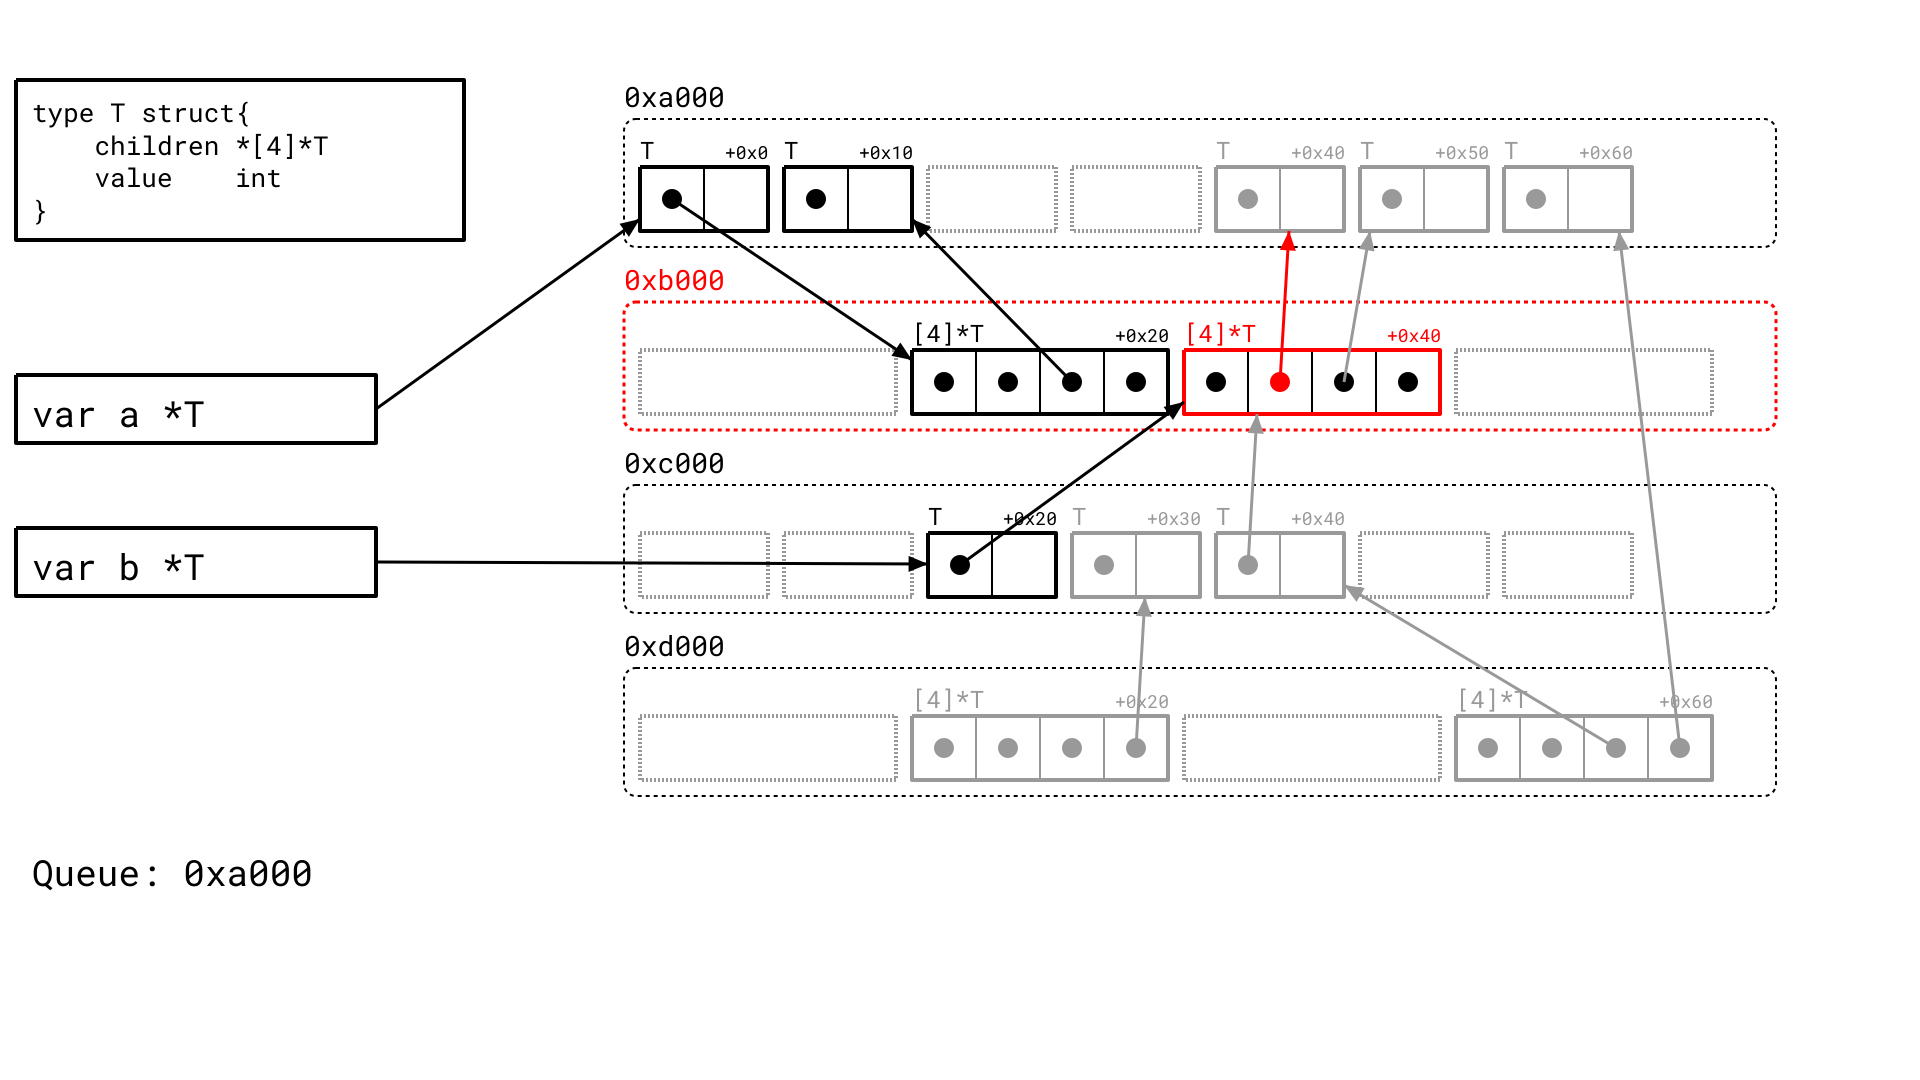 type T struct{
    children *[4]*T
    value    int
}
var a *T
var b *T
0xa000
T +0x0 T +0x10 T +0x40 T +0x50 T +0x60
0xb000
[4]*T +0x20 [4]*T +0x40
0xc000
T +0x20 T +0x30 T +0x40
0xd000
[4]*T +0x20 [4]*T +0x60
Queue: 0xa000